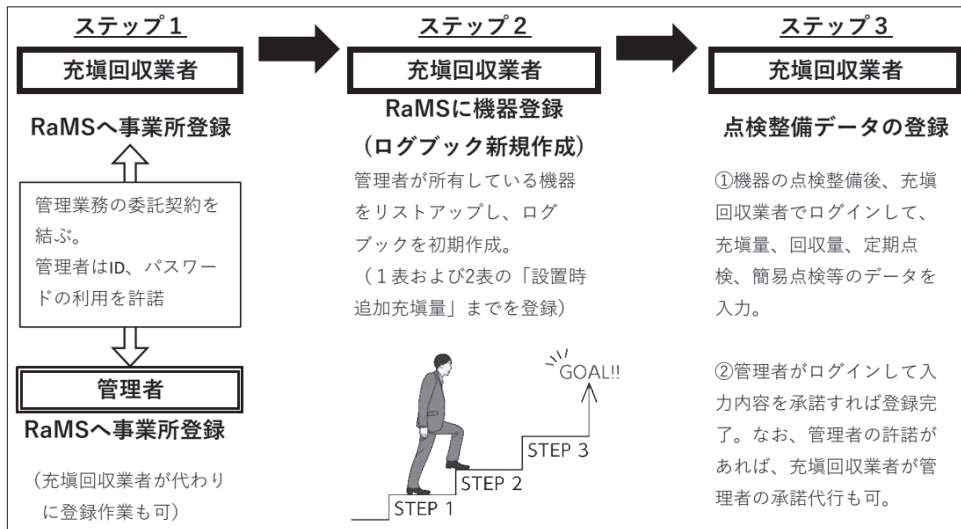 ステップ１
充塡回収業者
RaMSへ事業所登録
管理業務の委託契約を
結ぶ。
管理者はID、パスワー
ドの利用を許諾
管理者
RaMSへ事業所登録
（充塡回収業者が代わり
に登録作業も可）
ステップ２
充塡回収業者
RaMSに機器登録
（ログブック新規作成）
管理者が所有している機器
をリストアップし、ログ
ブックを初期作成。
（１表および2表の「設置時
追加充塡量」までを登録）
GOAL!!
STEP 3
STEP 2
STEP 1
ステップ３
充塡回収業者
点検整備データの登録
①機器の点検整備後、充塡
回収業者でログインして、
充塡量、回収量、定期点
検、簡易点検等のデータを
入力。
②管理者がログインして入
力内容を承諾すれば登録完
了。なお、管理者の許諾が
あれば、充塡回収業者が管
理者の承諾代行も可。